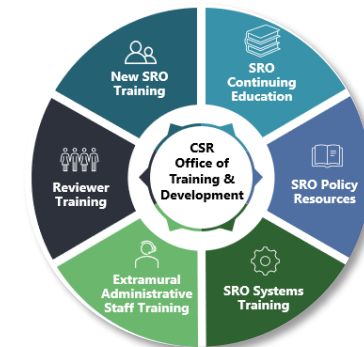 New SRO
Training
SRO
Continuing
Education
CSR
Office of
Training &
Development
Reviewer
Training
SRO Policy
Resources
Extramural
Administrative
Staff Training
SRO Systems
Training